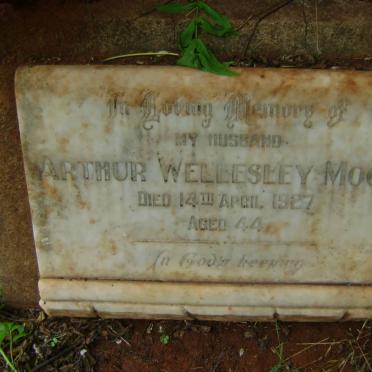 In Loving Memory of
MY HUSBAND
ARTHUR WELLESLEY
DIED 14TH APRIL 1927
AGED 44
In God's keeping